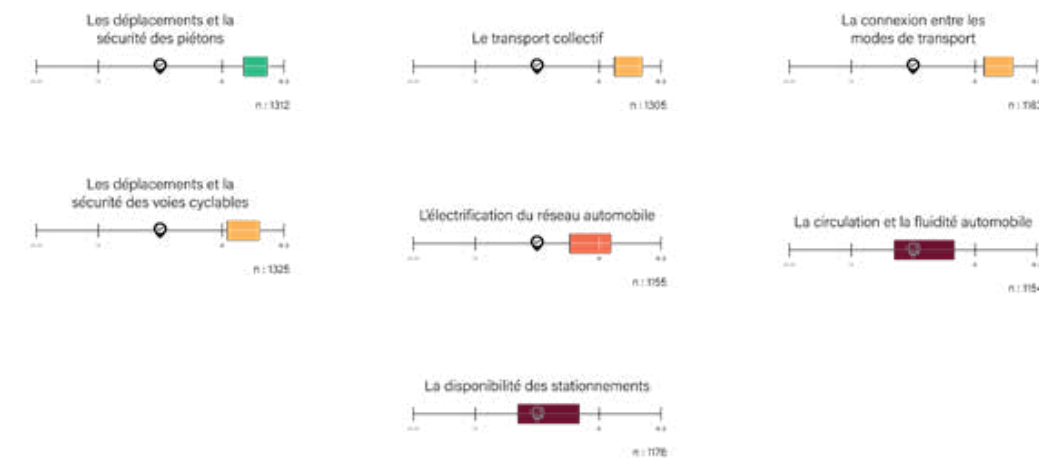 Les déplacements et la
sécurité des piétons
n : 1312
Le transport collectif
n : 1305
La connexion entre les
modes de transport
Les déplacements et la
sécurité des voies cyclables
n : 1325
L'électrification du réseau automobile
n : 1155
La circulation et la fluidité automobile
La disponibilité des stationnements
n : 1176